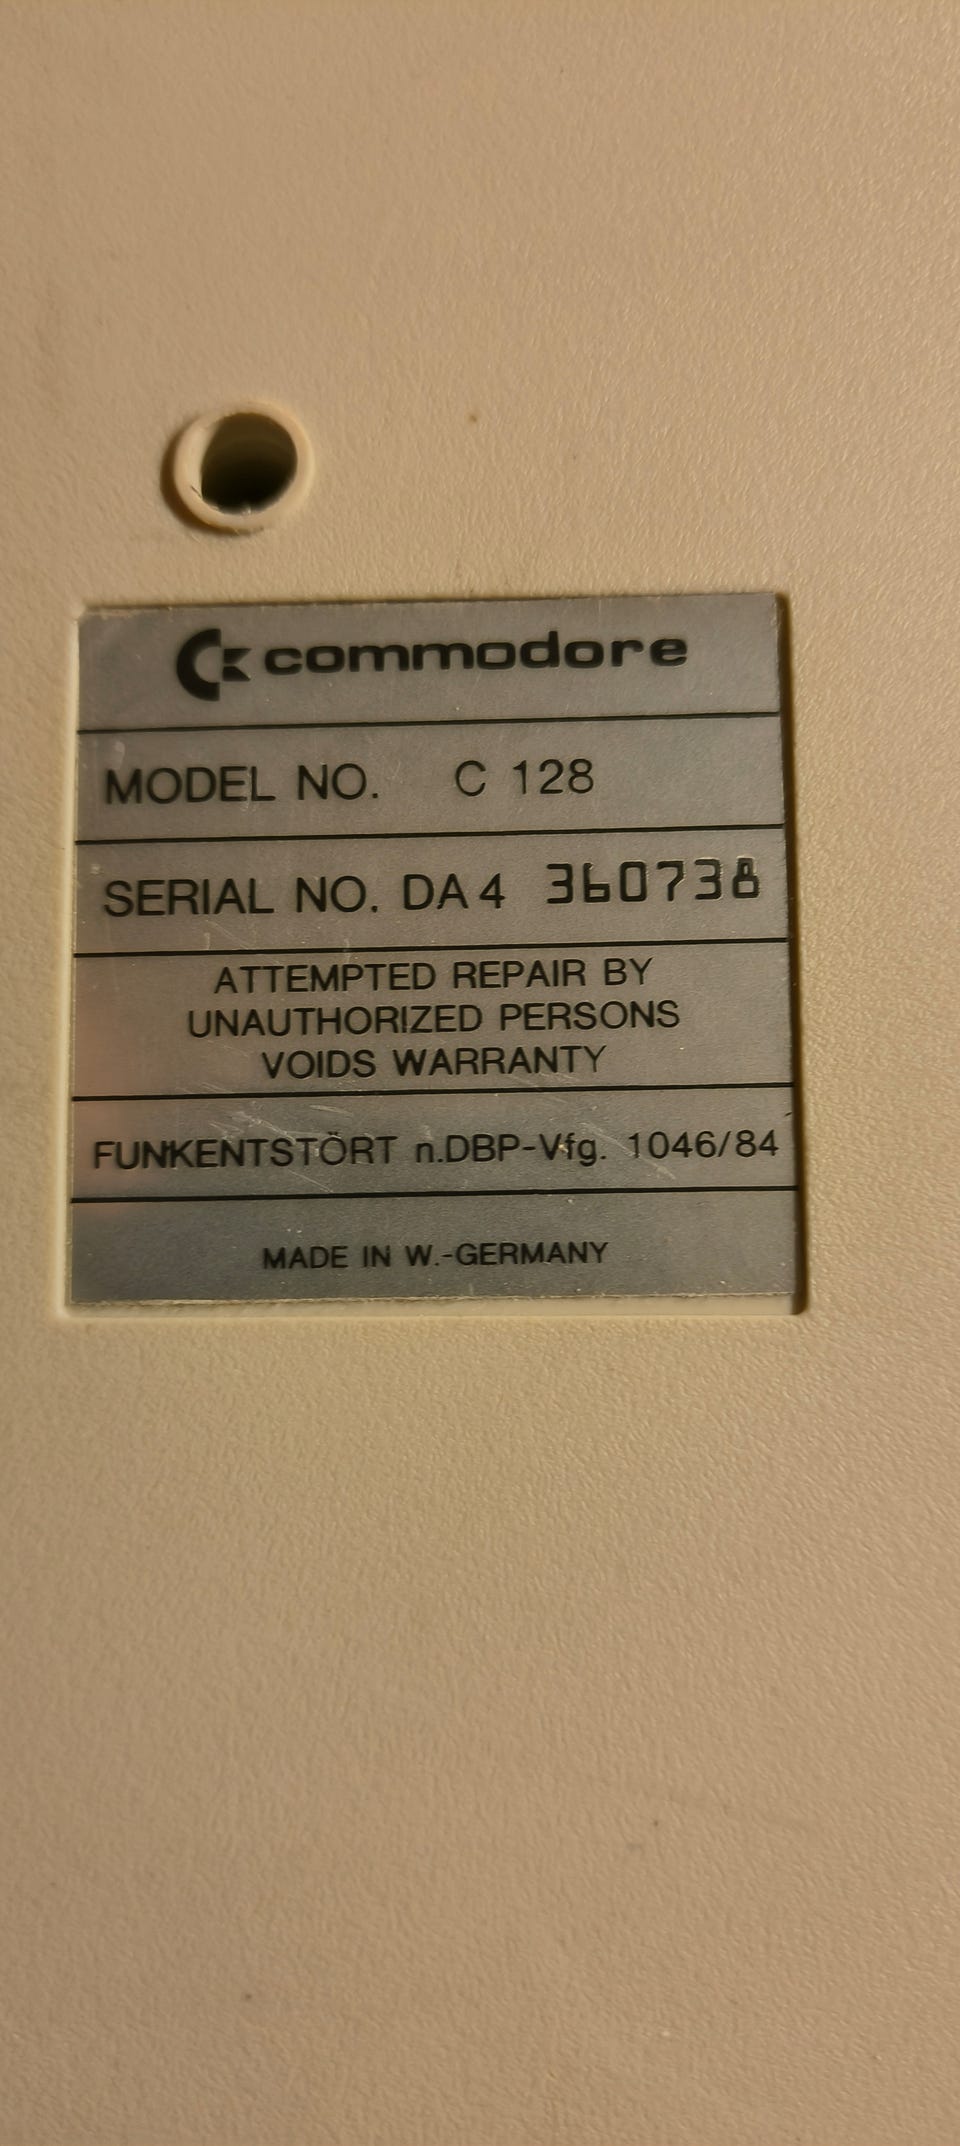 commodore
MODEL NO. C 128
SERIAL NO. DA4 360738
ATTEMPTED REPAIR BY
UNAUTHORIZED PERSONS
VOIDS WARRANTY
FUNKENTSTÖRT n.DBP-Vfg. 1046/84
MADE IN W.-GERMANY